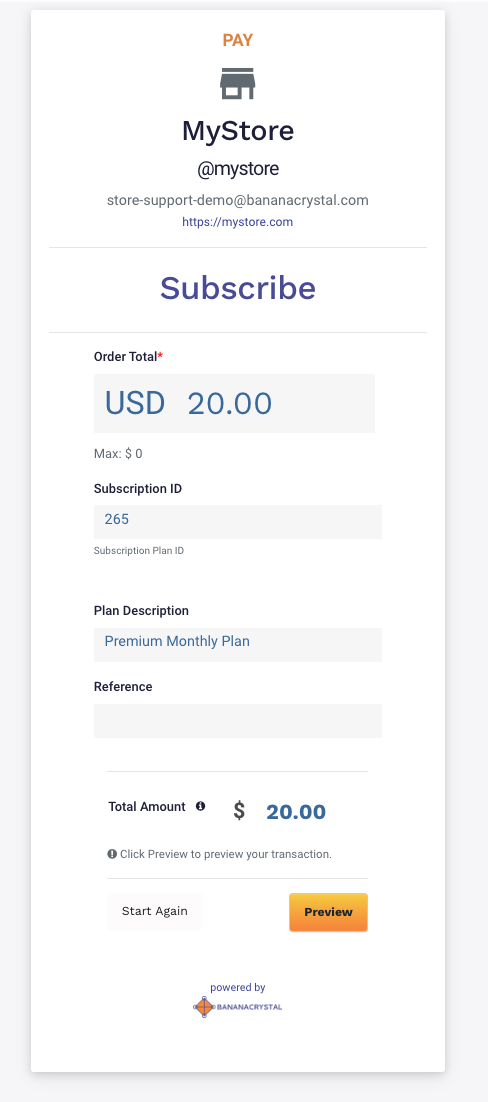 PAY
MyStore
@mystore
store-support-demo@bananacrystal.com
https://mystore.com
Subscribe
Order Total*
USD 20.00
Max: $ 0
Subscription ID
265
Subscription Plan ID
Plan Description
Premium Monthly Plan
Reference
Total Amount $ 20.00
Click Preview to preview your transaction.
Start Again Preview
powered by
BANANACRYSTAL